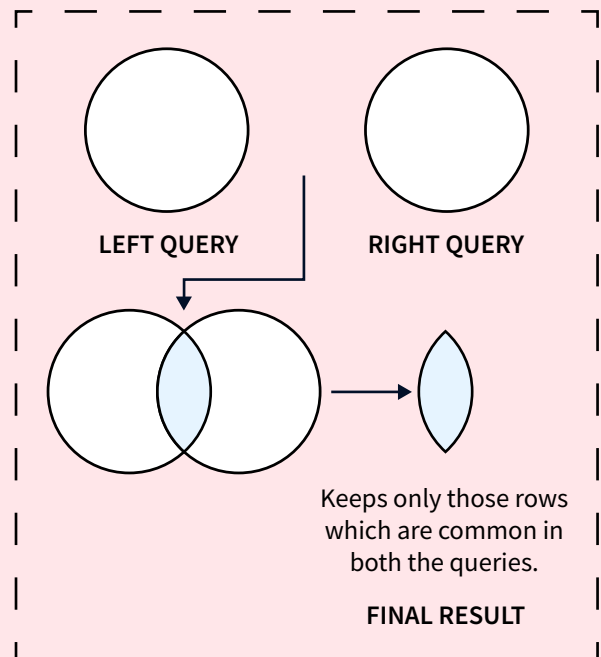 LEFT QUERY
RIGHT QUERY
Keeps only those rows
which are common in
both the queries.
FINAL RESULT